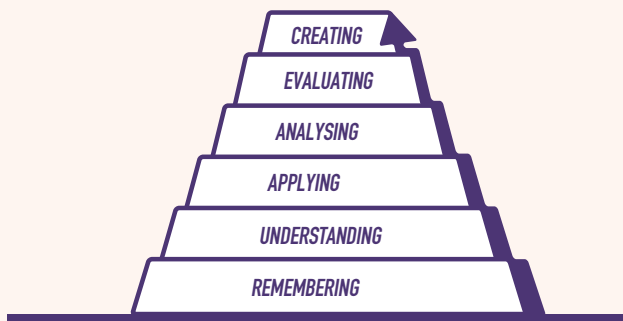 CREATING
EVALUATING
ANALYSING
APPLYING
UNDERSTANDING
REMEMBERING